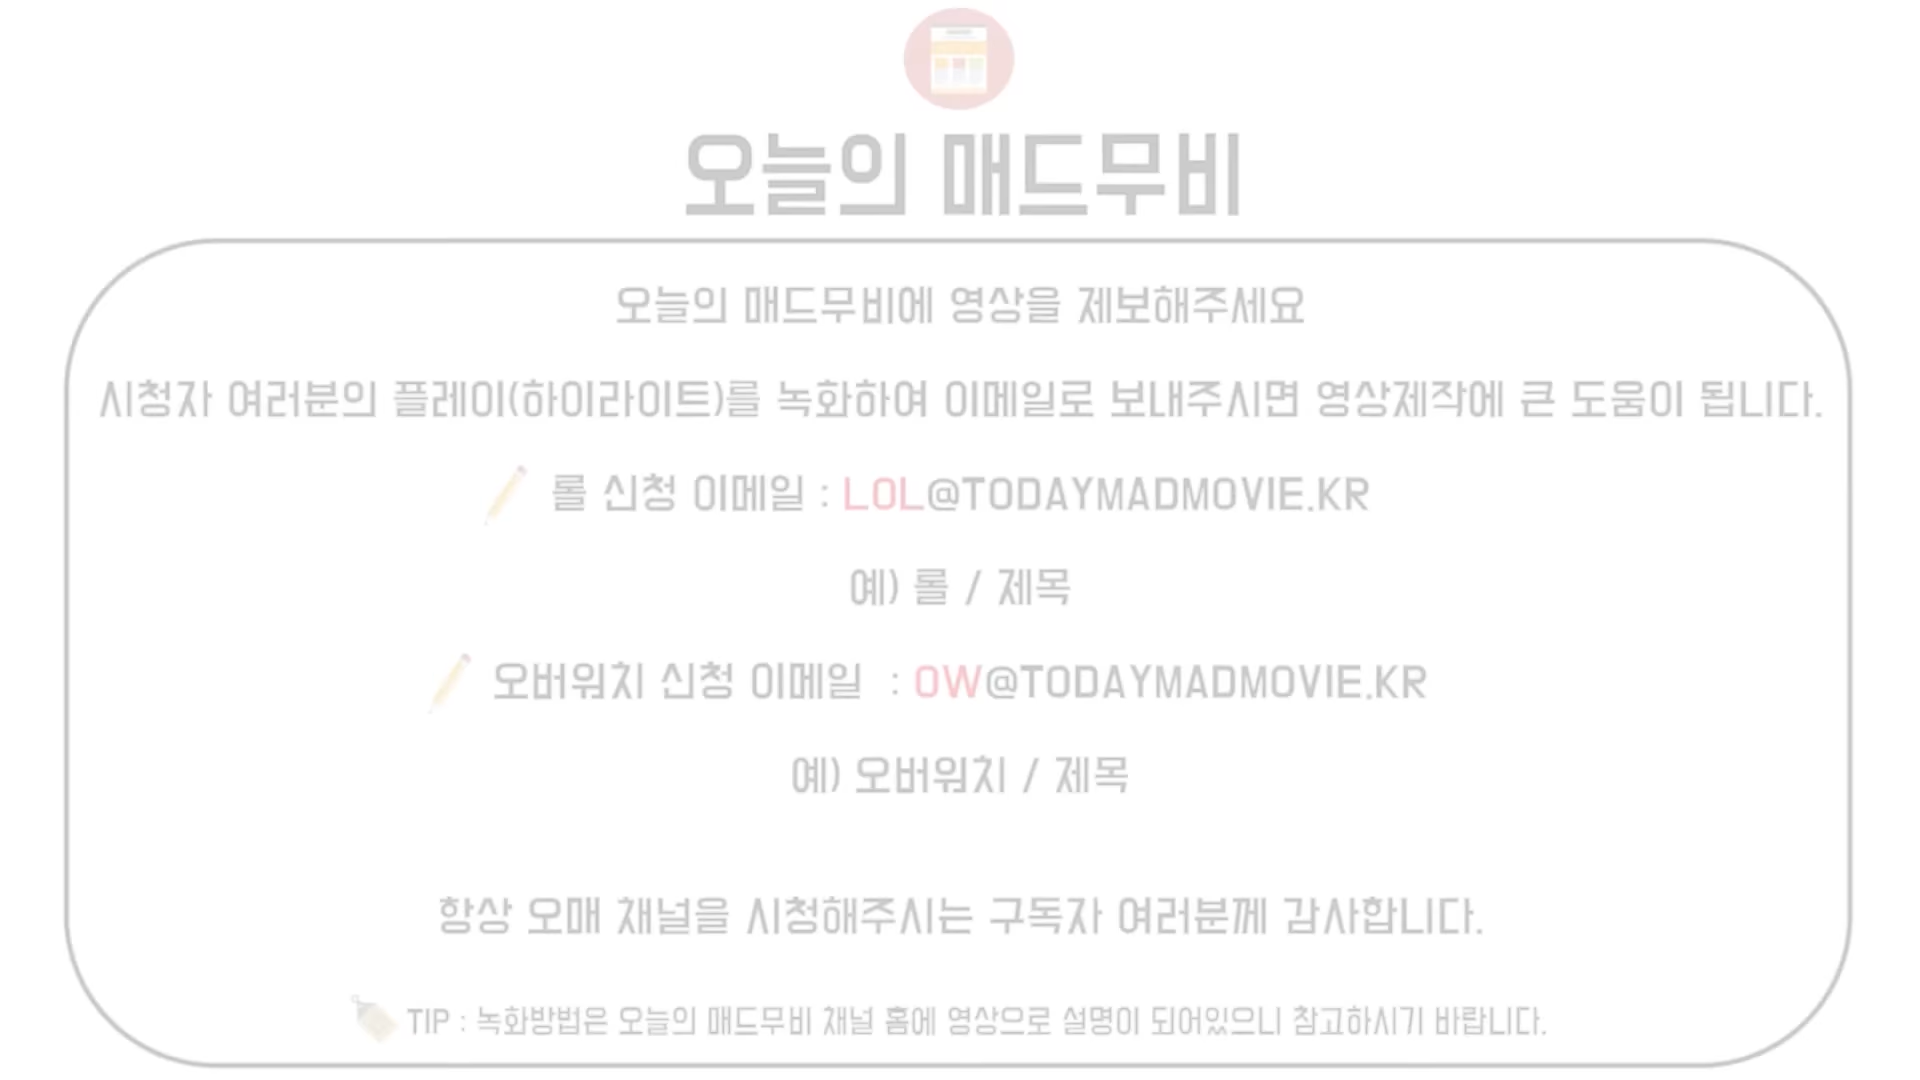 오늘의 매드무비
오늘의 매드무비에 영상을 제보해주세요
시청자 여러분의 플레이(하이라이트)를 녹화하여 이메일로 보내주시면 영상제작에 큰 도움이 됩니다.
롤 신청 이메일 : LOL@TODAYMADMOVIE.KR
예) 롤 / 제목
오버워치 신청 이메일 : OW@TODAYMADMOVIE.KR
예) 오버워치 / 제목
항상 오매 채널을 시청해주시는 구독자 여러분께 감사합니다.
TIP : 녹화방법은 오늘의 매드무비 채널 홈에 영상으로 설명이 되어있으니 참고하시기 바랍니다.